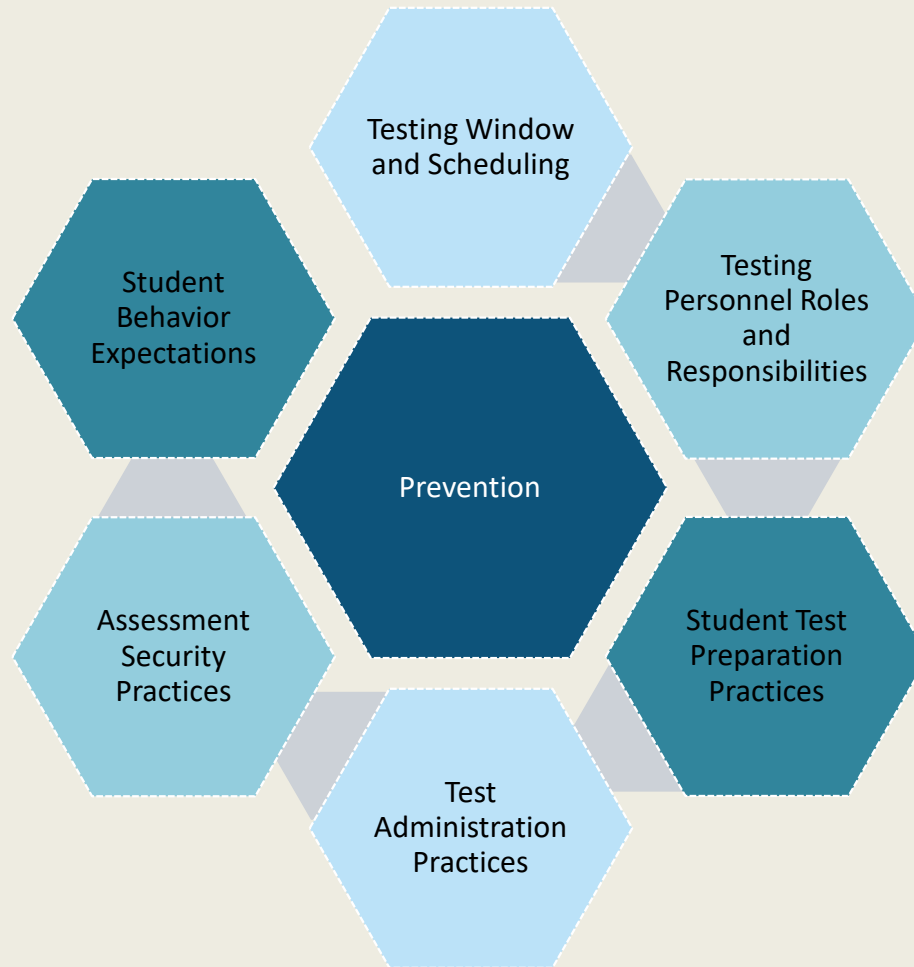 Testing Window
and Scheduling
Testing
Personnel Roles
and
Responsibilities
Student Test
Preparation
Practices
Test
Administration
Practices
Assessment
Security
Practices
Student
Behavior
Expectations
Prevention